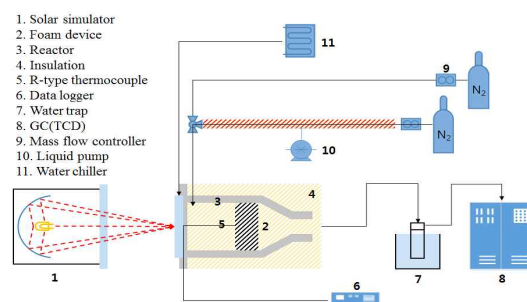 1. Solar simulator
2. Foam device
3. Reactor
4. Insulation
5. R-type thermocouple
6. Data logger
7. Water trap
8. GC(TCD)
9. Mass flow controller
10. Liquid pump
11. Water chiller
11
9
N2
N2
10
3
4
5
2
1
6
7
8